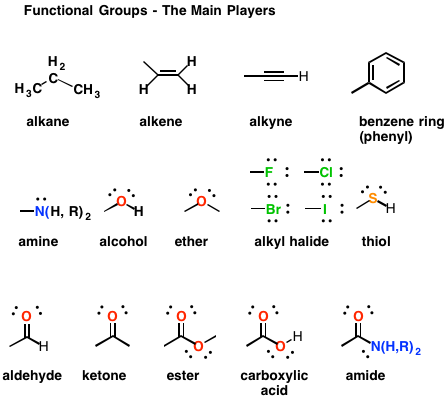 Functional Groups - The Main Players
H2
C
H3C CH3
H
H H
H
alkane alkene alkyne benzene ring
(phenyl)
F Cl
N(H, R)2 O H O Br I S H
amine alcohol ether alkyl halide thiol
O O O O O
H O O H N(H,R)2
aldehyde ketone ester carboxylic amide
acid